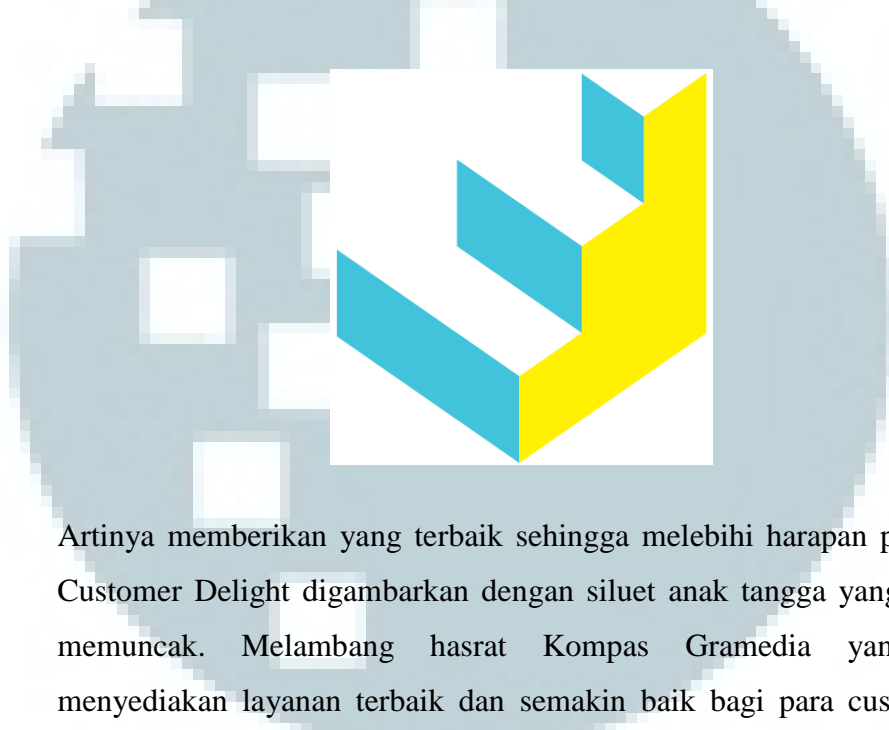 Artinya memberikan yang terbaik sehingga melebihi harapan p
Customer Delight digambarkan dengan siluet anak tangga yang
memuncak. Melambang hasrat Kompas Gramedia yan
menyediakan layanan terbaik dan semakin baik bagi para cus